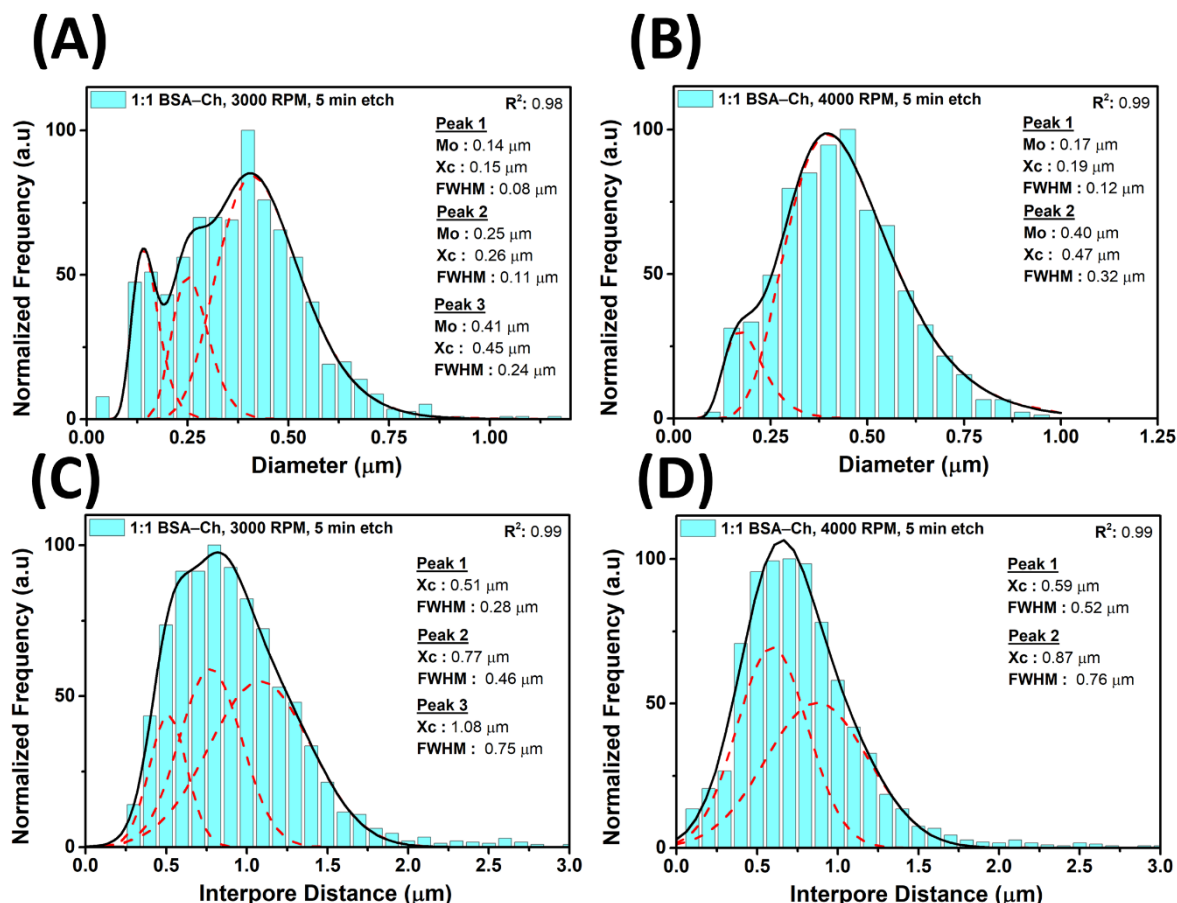 (A)
1:1 BSA–Ch, 3000 RPM, 5 min etch
R²: 0.98
Peak 1
Mo : 0.14 μm
Xc : 0.15 μm
FWHM : 0.08 μm
Peak 2
Mo : 0.25 μm
Xc : 0.26 μm
FWHM : 0.11 μm
Peak 3
Mo : 0.41 μm
Xc : 0.45 μm
FWHM : 0.24 μm
Normalized Frequency (a.u)
100
50
0
0.00 0.25 0.50 0.75 1.00
Diameter (μm)
(B)
1:1 BSA–Ch, 4000 RPM, 5 min etch
R²: 0.99
Peak 1
Mo : 0.17 μm
Xc : 0.19 μm
FWHM : 0.12 μm
Peak 2
Mo : 0.40 μm
Xc : 0.47 μm
FWHM : 0.32 μm
Normalized Frequency (a.u)
100
50
0
0.00 0.25 0.50 0.75 1.00 1.25
Diameter (μm)
(C)
1:1 BSA–Ch, 3000 RPM, 5 min etch
R²: 0.99
Peak 1
Xc : 0.51 μm
FWHM : 0.28 μm
Peak 2
Xc : 0.77 μm
FWHM : 0.46 μm
Peak 3
Xc : 1.08 μm
FWHM : 0.75 μm
Normalized Frequency (a.u)
100
50
0
0.0 0.5 1.0 1.5 2.0 2.5 3.0
Interpore Distance (μm)
(D)
1:1 BSA–Ch, 4000 RPM, 5 min etch
R²: 0.99
Peak 1
Xc : 0.59 μm
FWHM : 0.52 μm
Peak 2
Xc : 0.87 μm
FWHM : 0.76 μm
Normalized Frequency (a.u)
100
50
0
0.0 0.5 1.0 1.5 2.0 2.5 3.0
Interpore Distance (μm)